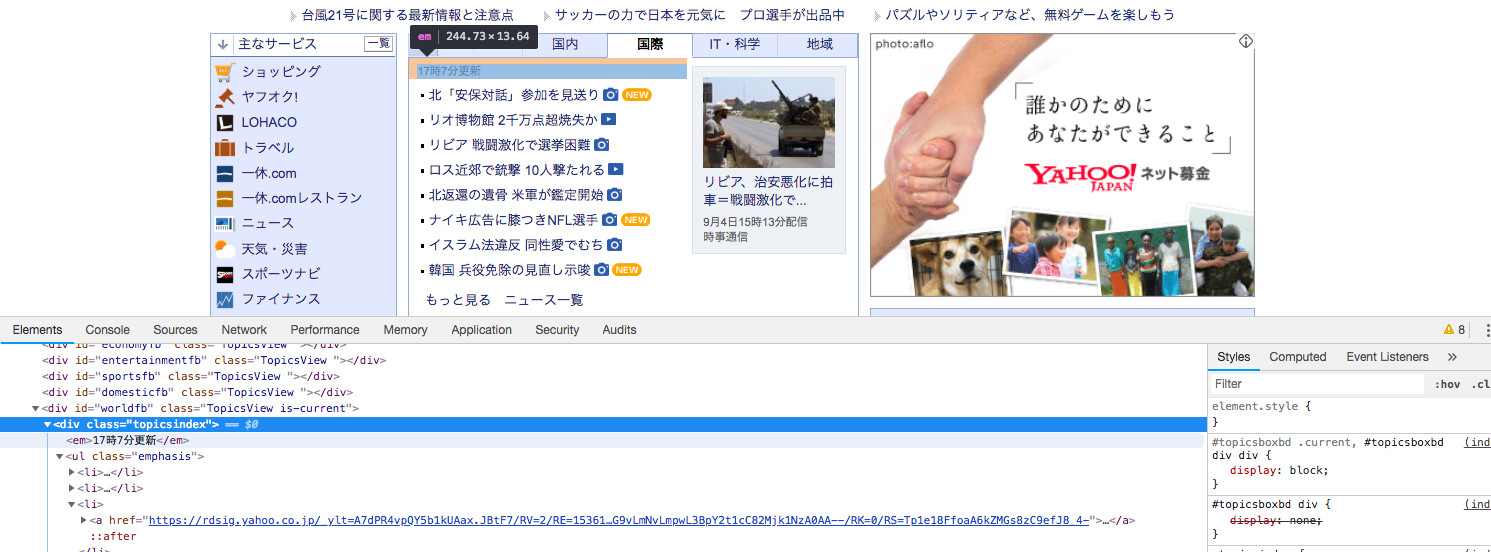 台風21号に関する最新情報と注意点
サッカーの力で日本を元気に　プロ選手が出品中
パズルやソリティアなど、無料ゲームを楽しもう
主なサービス
一覧
ショッピング
ヤフオク!
LOHACO
トラベル
一休.com
一休.comレストラン
ニュース
天気・災害
スポーツナビ
ファイナンス
em 244.73×13.64
国内
国際
IT・科学
地域
17時7分更新
北「安保対話」参加を見送り NEW
リオ博物館 2千万点超焼失か
リビア 戦闘激化で選挙困難
ロス近郊で銃撃 10人撃たれる
北返還の遺骨 米軍が鑑定開始
ナイキ広告に膝つきNFL選手 NEW
イスラム法違反 同性愛でむち
韓国 兵役免除の見直し示唆 NEW
もっと見る　ニュース一覧
リビア、治安悪化に拍
車＝戦闘激化で...
9月4日15時13分配信
時事通信
photo:aflo
誰かのために
あなたができること
YAHOO!
JAPAN
ネット募金
Elements Console Sources Network Performance Memory Application Security Audits 8
<div id="economyfb" class="TopicsView "></div>
<div id="entertainmentfb" class="TopicsView "></div>
<div id="sportsfb" class="TopicsView "></div>
<div id="domesticfb" class="TopicsView "></div>
<div id="worldfb" class="TopicsView is-current">
<div class="topicsindex"> == $0
<em>17時7分更新</em>
<ul class="emphasis">
<li>…</li>
<li>…</li>
<li>
<a href="https://rdsig.yahoo.co.jp/_ylt=A7dPR4vpQY5b1kUAax.JBtF7/RV=2/RE=15361…G9vLmNvLmpwL3BpY2t1cC82Mjk1NzA0AA--/RK=0/RS=Tp1e18FfoaA6kZMGs8zC9efJ8_4-">…</a>
::after
</li>
Styles Computed Event Listeners »
Filter
:hov .cl
element.style {
}
#topicsboxbd .current, #topicsboxbd (ind
div div {
display: block;
}
#topicsboxbd div { (ind
display: none;
}